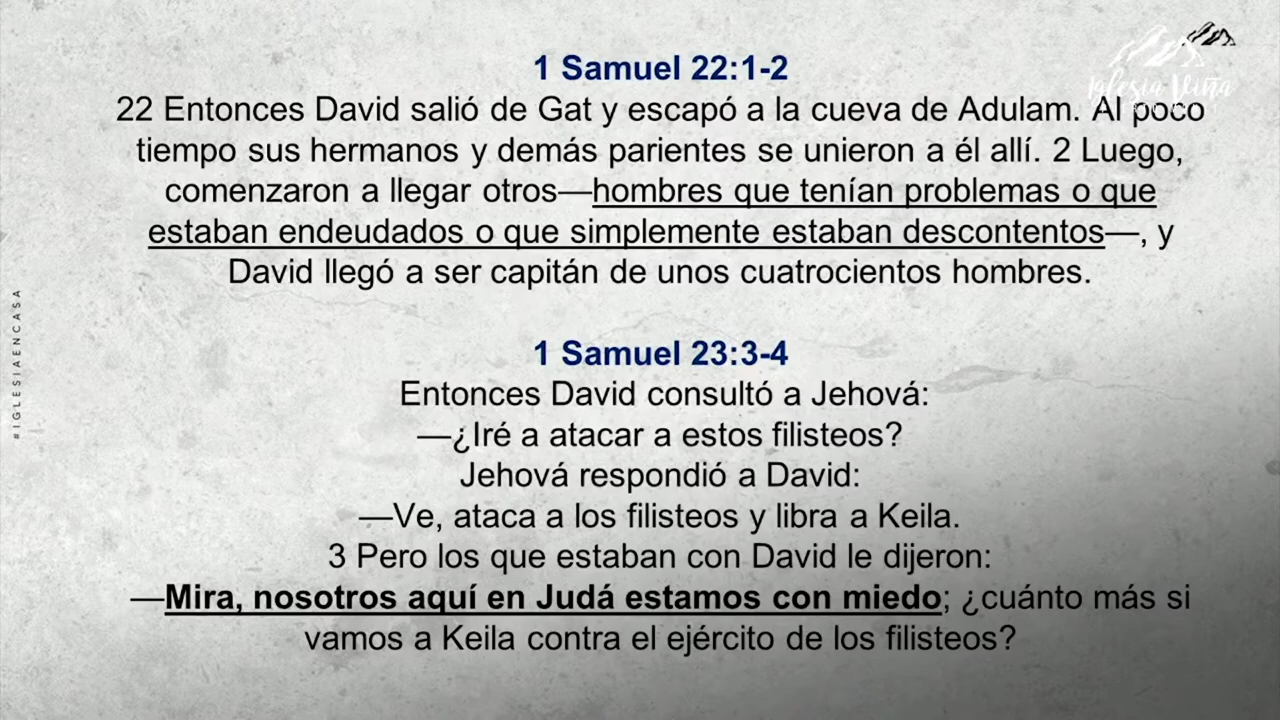 1 Samuel 22:1-2
22 Entonces David salió de Gat y escapó a la cueva de Adulam. Al poco
tiempo sus hermanos y demás parientes se unieron a él allí. 2 Luego,
comenzaron a llegar otros—hombres que tenían problemas o que
estaban endeudados o que simplemente estaban descontentos—, y
David llegó a ser capitán de unos cuatrocientos hombres.
1 Samuel 23:3-4
Entonces David consultó a Jehová:
—¿Iré a atacar a estos filisteos?
Jehová respondió a David:
—Ve, ataca a los filisteos y libra a Keila.
3 Pero los que estaban con David le dijeron:
—Mira, nosotros aquí en Judá estamos con miedo; ¿cuánto más si
vamos a Keila contra el ejército de los filisteos?
#IGLESIAENCASA
Iglesia Viña